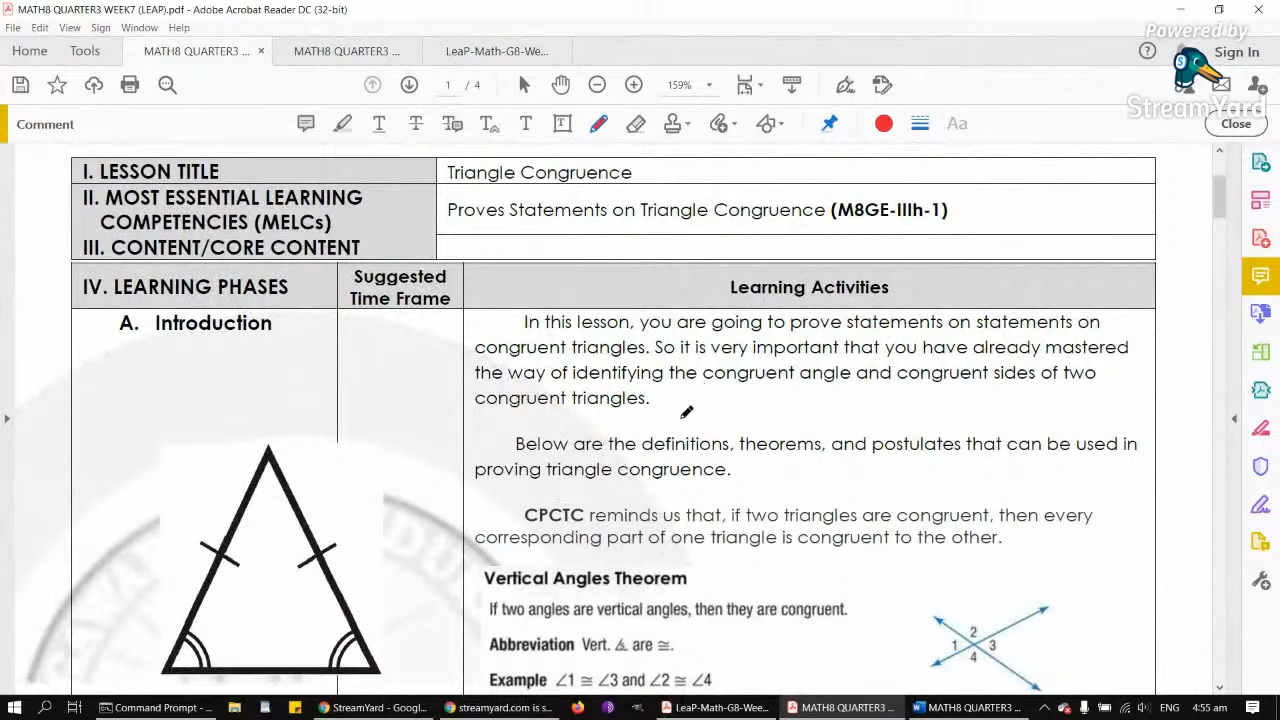 MATH8 QUARTER3 WEEK7 (LEAP).pdf - Adobe Acrobat Reader DC (32-bit)
File Edit View Sign Window Help
Powered by
StreamYard
Home Tools MATH8 QUARTER3 ... × MATH8 QUARTER3 ... LeaP-Math-G8-We... Sign In
1 / 4 159%
Comment Aa Close
I. LESSON TITLE Triangle Congruence
II. MOST ESSENTIAL LEARNING
COMPETENCIES (MELCs) Proves Statements on Triangle Congruence (M8GE-IIIh-1)
III. CONTENT/CORE CONTENT
IV. LEARNING PHASES Suggested
Time Frame Learning Activities
A. Introduction
In this lesson, you are going to prove statements on statements on
congruent triangles. So it is very important that you have already mastered
the way of identifying the congruent angle and congruent sides of two
congruent triangles.
Below are the definitions, theorems, and postulates that can be used in
proving triangle congruence.
CPCTC reminds us that, if two triangles are congruent, then every
corresponding part of one triangle is congruent to the other.
Vertical Angles Theorem
If two angles are vertical angles, then they are congruent.
Abbreviation Vert. ∡ are ≅.
Example ∠1 ≅ ∠3 and ∠2 ≅ ∠4
2
1 3
4
Command Prompt - StreamYard - Googl... streamyard.com is s... LeaP-Math-G8-We... MATH8 QUARTER3 ... MATH8 QUARTER3 ... 4:55 am